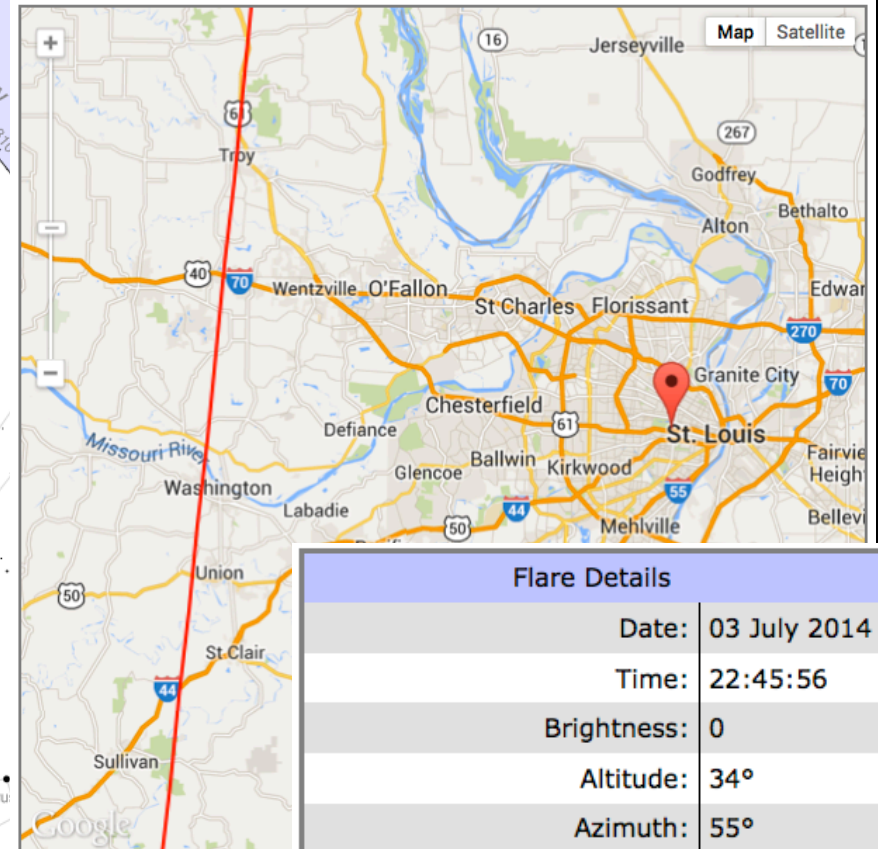 Map Satellite
16
Jerseyville
61
Troy
267
Godfrey
Bethalto
Alton
40
70
Wentzville
O'Fallon
St Charles
Florissant
Edwar
270
Granite City
70
Chesterfield
Defiance
61
St. Louis
Missouri River
Glencoe
Ballwin
Kirkwood
Fairvie
Heigh
Washington
Labadie
44
55
50
Mehlville
Bellevi
Union
50
St Clair
44
Sullivan
Google
Flare Details
Date: 03 July 2014
Time: 22:45:56
Brightness: 0
Altitude: 34°
Azimuth: 55°